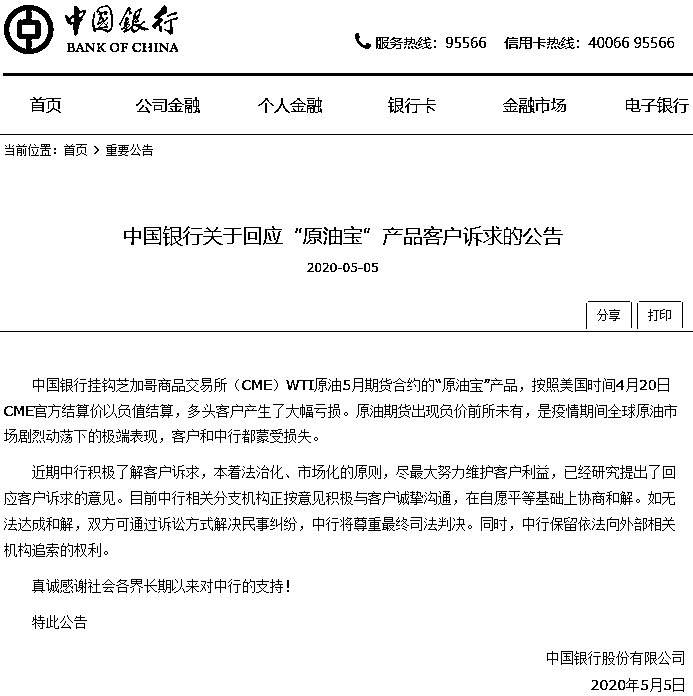 中國銀行
BANK OF CHINA
服务热线：95566 信用卡热线：40066 95566
首页 公司金融 个人金融 银行卡 金融市场 电子银行
当前位置：首页 > 重要公告
中国银行关于回应“原油宝”产品客户诉求的公告
2020-05-05
分享 打印
中国银行挂钩芝加哥商品交易所（CME）WTI原油5月期货合约的“原油宝”产品，按照美国时间4月20日
CME官方结算价以负值结算，多头客户产生了大幅亏损。原油期货出现负价前所未有，是疫情期间全球原油市
场剧烈动荡下的极端表现，客户和中行都蒙受损失。
近期中行积极了解客户诉求，本着法治化、市场化的原则，尽最大努力维护客户利益，已经研究提出了回
应客户诉求的意见。目前中行相关分支机构正按意见积极与客户诚挚沟通，在自愿平等基础上协商和解。如无
法达成和解，双方可通过诉讼方式解决民事纠纷，中行将尊重最终司法判决。同时，中行保留依法向外部相关
机构追索的权利。
真诚感谢社会各界长期以来对中行的支持！
特此公告
中国银行股份有限公司
2020年5月5日